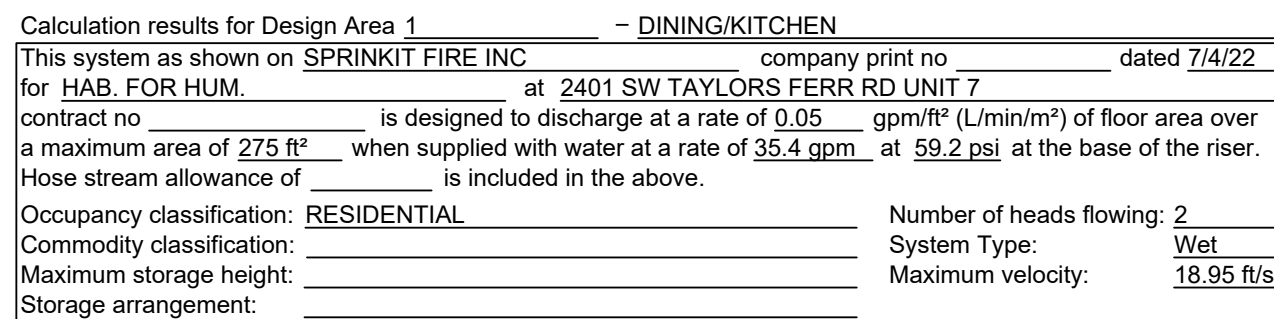 Calculation results for Design Area 1 – DINING/KITCHEN
This system as shown on SPRINKIT FIRE INC company print no dated 7/4/22
for HAB. FOR HUM. at 2401 SW TAYLORS FERR RD UNIT 7
contract no is designed to discharge at a rate of 0.05 gpm/ft² (L/min/m²) of floor area over
a maximum area of 275 ft² when supplied with water at a rate of 35.4 gpm at 59.2 psi at the base of the riser.
Hose stream allowance of is included in the above.
Occupancy classification: RESIDENTIAL Number of heads flowing: 2
Commodity classification: System Type: Wet
Maximum storage height: Maximum velocity: 18.95 ft/s
Storage arrangement: